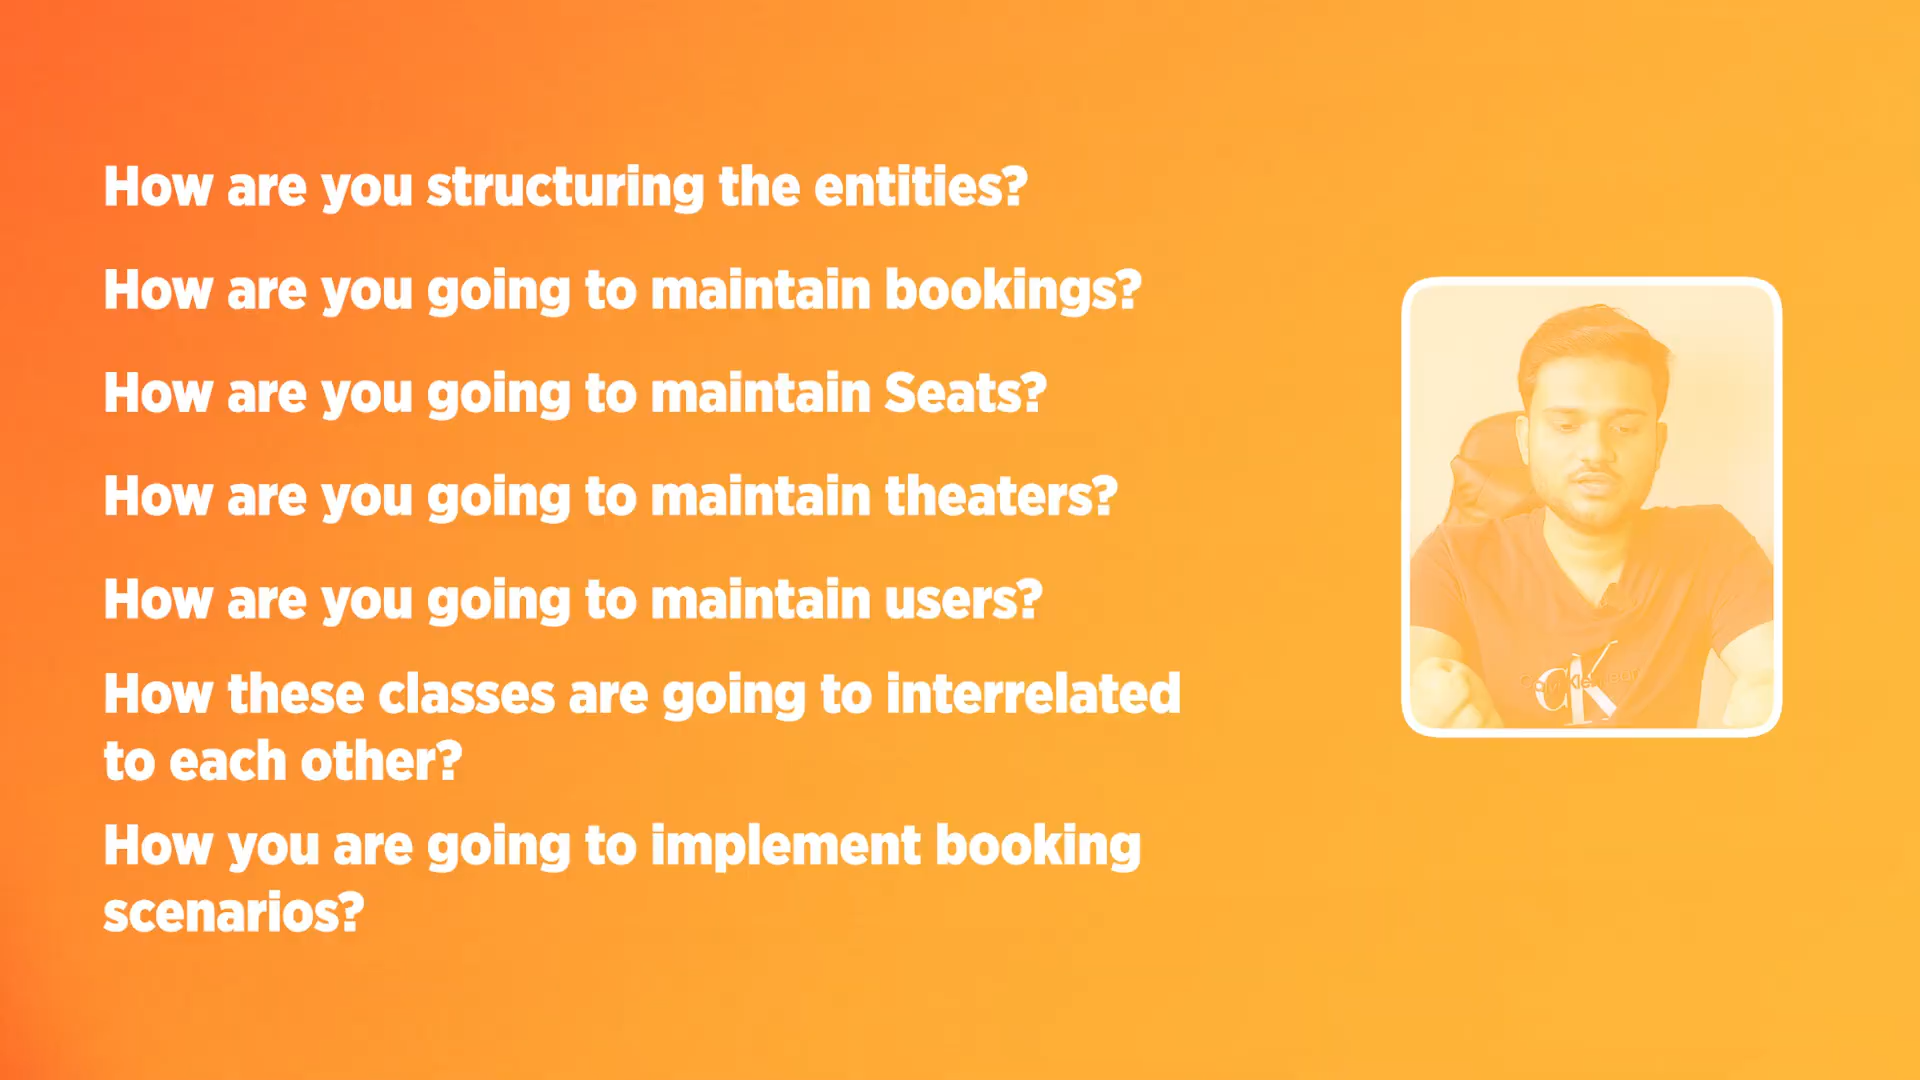 How are you structuring the entities?
How are you going to maintain bookings?
How are you going to maintain Seats?
How are you going to maintain theaters?
How are you going to maintain users?
How these classes are going to interrelated
to each other?
How you are going to implement booking
scenarios?
CK